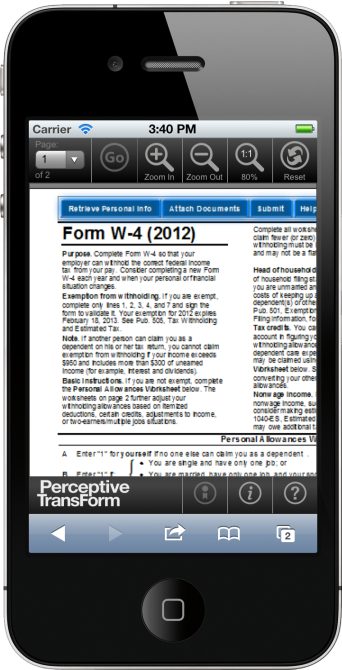 Carrier 3:40 PM
Page:
1
of 2
Go
Zoom In
Zoom Out
1:1
80%
Reset
Retrieve Personal Info
Attach Documents
Submit
Help
Form W-4 (2012)
Purpose. Complete Form W-4 so that your
employer can withhold the correct federal income
tax from your pay. Consider completing a new Form
W-4 each year and when your personal or financial
situation changes.
Exemption from withholding. If you are exempt,
complete only lines 1, 2, 3, 4, and 7 and sign the
form to validate it. Your exemption for 2012 expires
February 18, 2013. See Pub. 505, Tax Withholding
and Estimated Tax.
Note. If another person can claim you as a
dependent on his or her tax return, you cannot claim
exemption from withholding if your income exceeds
$950 and includes more than $300 of unearned
income (for example, interest and dividends).
Basic Instructions. If you are not exempt, complete
the Personal Allowances Worksheet below. The
worksheets on page 2 further adjust your
withholding allowances based on itemized
deductions, certain credits, adjustments to income,
or two-earners/multiple jobs situations.
Complete all worksh
claim fewer (or zero)
withholding must be
and may not be a flat
Head of household
of household filing sta
you are unmarried and
costs of keeping up a
dependent(s) or other
Pub. 501, Exemption
Filing Information, fo
Tax credits. You ca
account in figuring yo
withholding allowanc
dependent care expe
may be claimed using
Worksheet below. S
converting your othe
allowances.
Nonwage income.
nonwage income, su
consider making esti
1040-ES, Estimated
may owe additional t
Personal Allowances W
A Enter "1" for yourself if no one else can claim you as a dependent .
• You are single and have only one job; or
B Enter "1" if: • You are married, have only one job, and your
Perceptive
TransForm
i
?
2